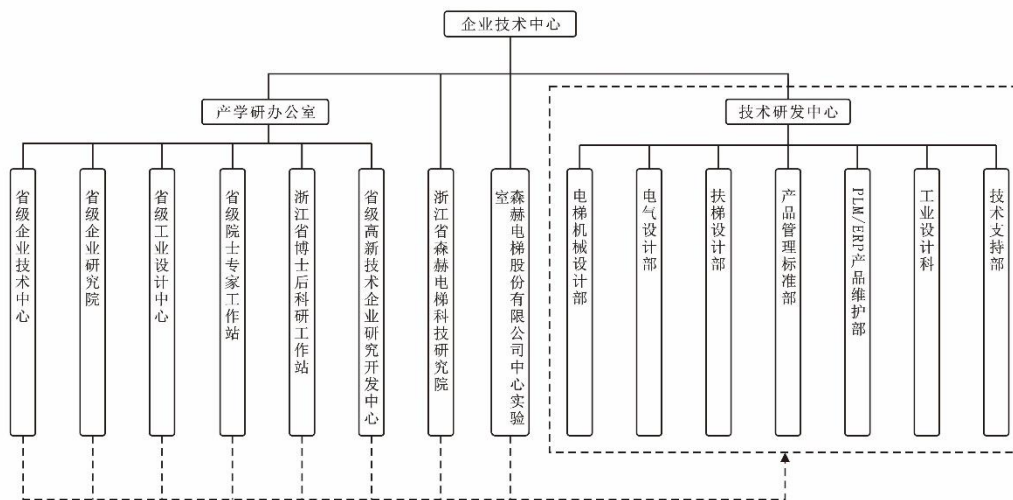 企业技术中心
产学研办公室
技术研发中心
省级企业技术中心
省级企业研究院
省级工业设计中心
省级院士专家工作站
浙江省博士后科研工作站
省级高新技术企业研究开发中心
浙江省森赫电梯科技研究院
森赫电梯股份有限公司中心实验
室
电梯机械设计部
电气设计部
扶梯设计部
产品管理标准部
PLM/ERP产品维护部
工业设计科
技术支持部